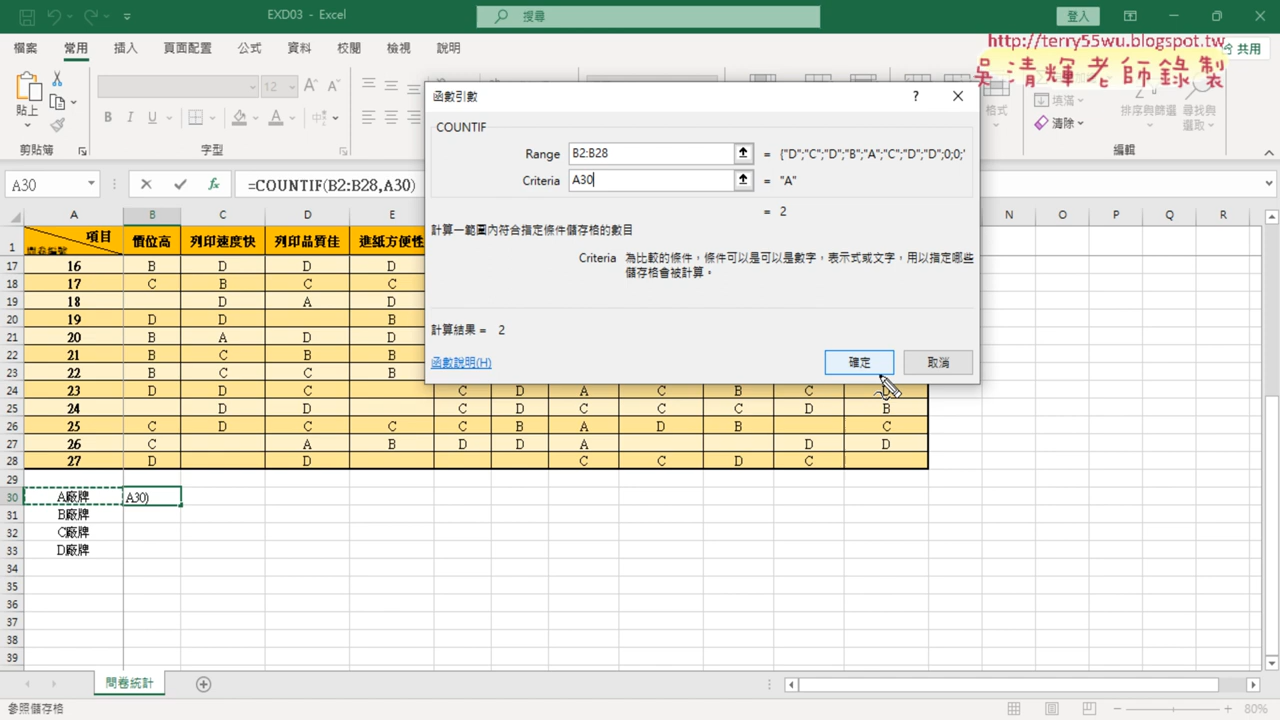 EXD03 - Excel
搜尋
登入
http://terry55wu.blogspot.tw
吳清輝老師錄製
檔案 常用 插入 頁面配置 公式 資料 校閱 檢視 說明 共用
貼上
12
B I U
格式
填滿
清除
排序與篩選
尋找與選取
剪貼簿 字型 編輯
A30 =COUNTIF(B2:B28,A30)
函數引數
COUNTIF
Range B2:B28 = {"D";"C";"D";"B";"A";"C";"D";"D";0;0;"
Criteria A30 = "A"
= 2
計算一範圍內符合指定條件儲存格的數目
Criteria 為比較的條件，條件可以是可以是數字，表示式或文字，用以指定哪些
儲存格會被計算。
計算結果 = 2
函數說明(H)
確定 取消
A B C D E N O P Q R
1 項目 價位高 列印速度快 列印品質佳 進紙方便性
17 16 B D D D
18 17 C B C C
19 18 D A D
20 19 D D B
21 20 B A D D
22 21 B C B B
23 22 B C C B
24 23 D D C C D A C B C D
25 24 D D C D C C C D B
26 25 C D C C C B A D B C
27 26 C A B D D A D D
28 27 D D C C D C
29
30 A廠牌 A30)
31 B廠牌
32 C廠牌
33 D廠牌
34
35
36
37
38
39
問卷統計
參照儲存格
80%